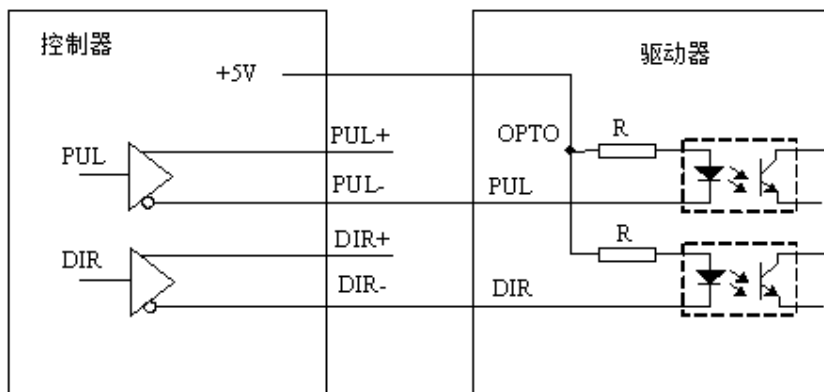 控制器
驱动器
+5V
PUL
PUL+
PUL-
OPTO
R
PUL
DIR
DIR+
DIR-
R
DIR